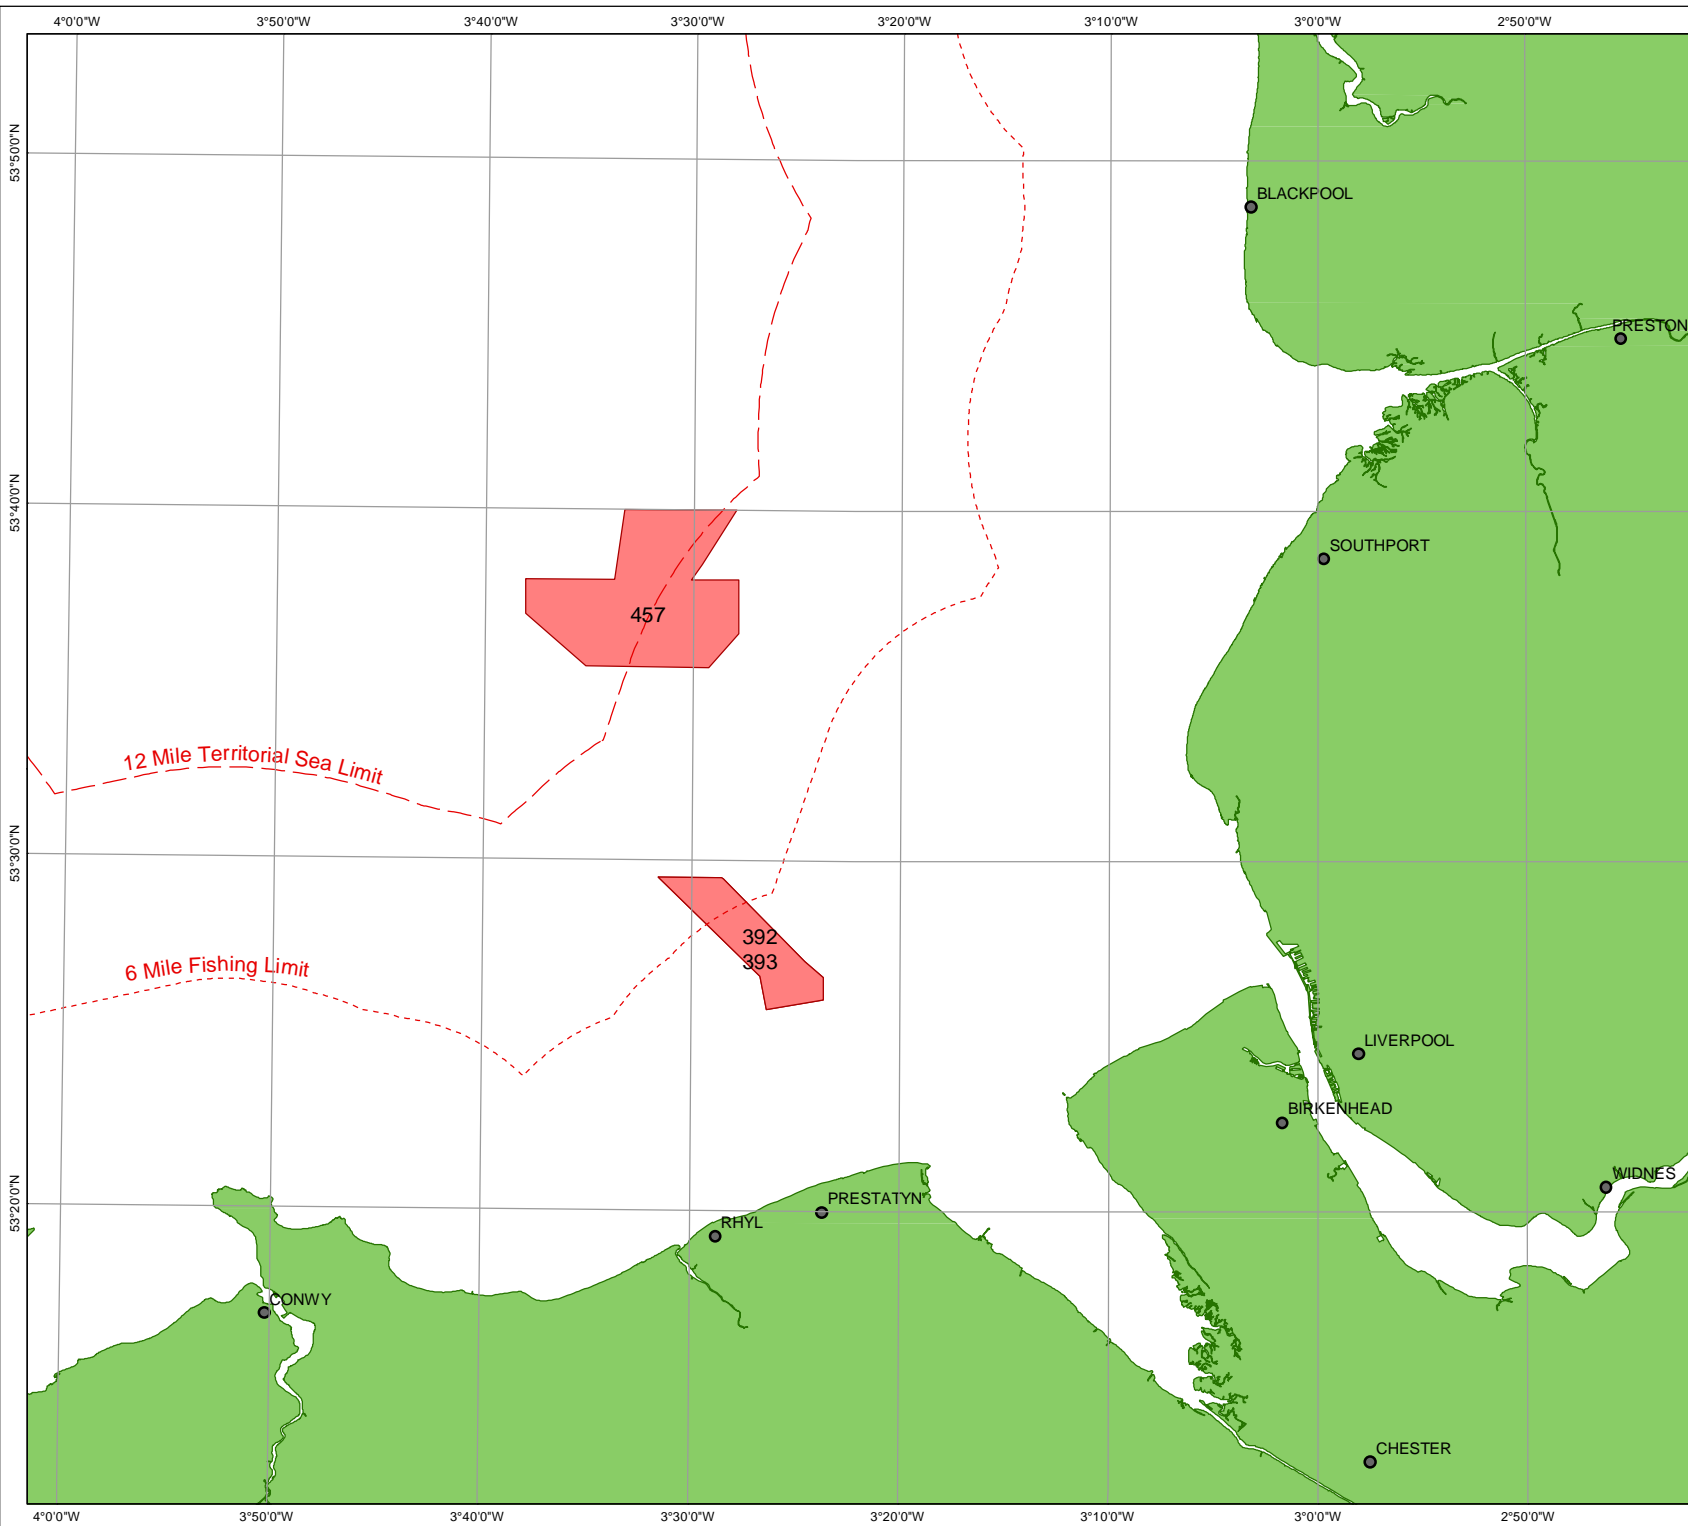 4°0'0"W 3°50'0"W 3°40'0"W 3°30'0"W 3°20'0"W 3°10'0"W 3°0'0"W 2°50'0"W
53°50'0"N
BLACKPOOL
PRESTON
53°40'0"N
SOUTHPORT
457
12 Mile Territorial Sea Limit
53°30'0"N
392
393
6 Mile Fishing Limit
LIVERPOOL
BIRKENHEAD
WIDNES
53°20'0"N
PRESTATYN
RHYL
CONWY
CHESTER
4°0'0"W 3°50'0"W 3°40'0"W 3°30'0"W 3°20'0"W 3°10'0"W 3°0'0"W 2°50'0"W